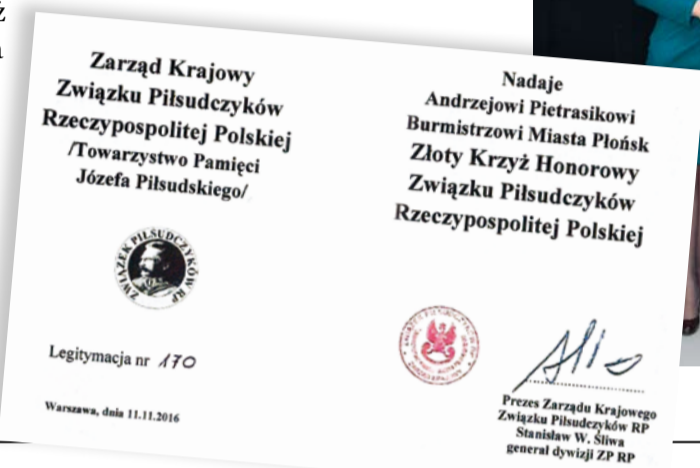 ż
Zarząd Krajowy
Związku Piłsudczyków
Rzeczypospolitej Polskiej
/Towarzystwo Pamięci
Józefa Piłsudskiego/
ZWIĄZEK PIŁSUDCZYKÓW RP
Legitymacja nr 170
Warszawa, dnia 11.11.2016
Nadaje
Andrzejowi Pietrasikowi
Burmistrzowi Miasta Płońsk
Złoty Krzyż Honorowy
Związku Piłsudczyków
Rzeczypospolitej Polskiej
Prezes Zarządu Krajowego
Związku Piłsudczyków RP
Stanisław W. Śliwa
generał dywizji ZP RP